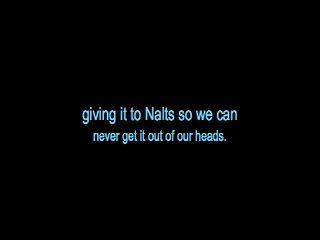 giving it to Nalts so we can
never get it out of our heads.